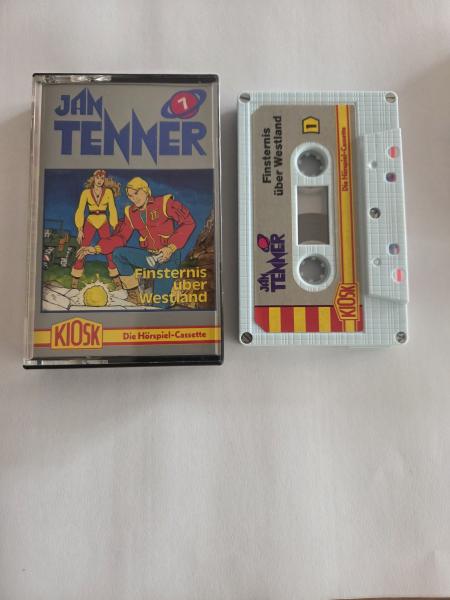 JAN
TENNER
7
Finsternis
über
Westland
KIOSK
Die Hörspiel-Cassette
JAN
TENNER
Finsternis
über Westland
1
KIOSK
Die Hörspiel-Cassette